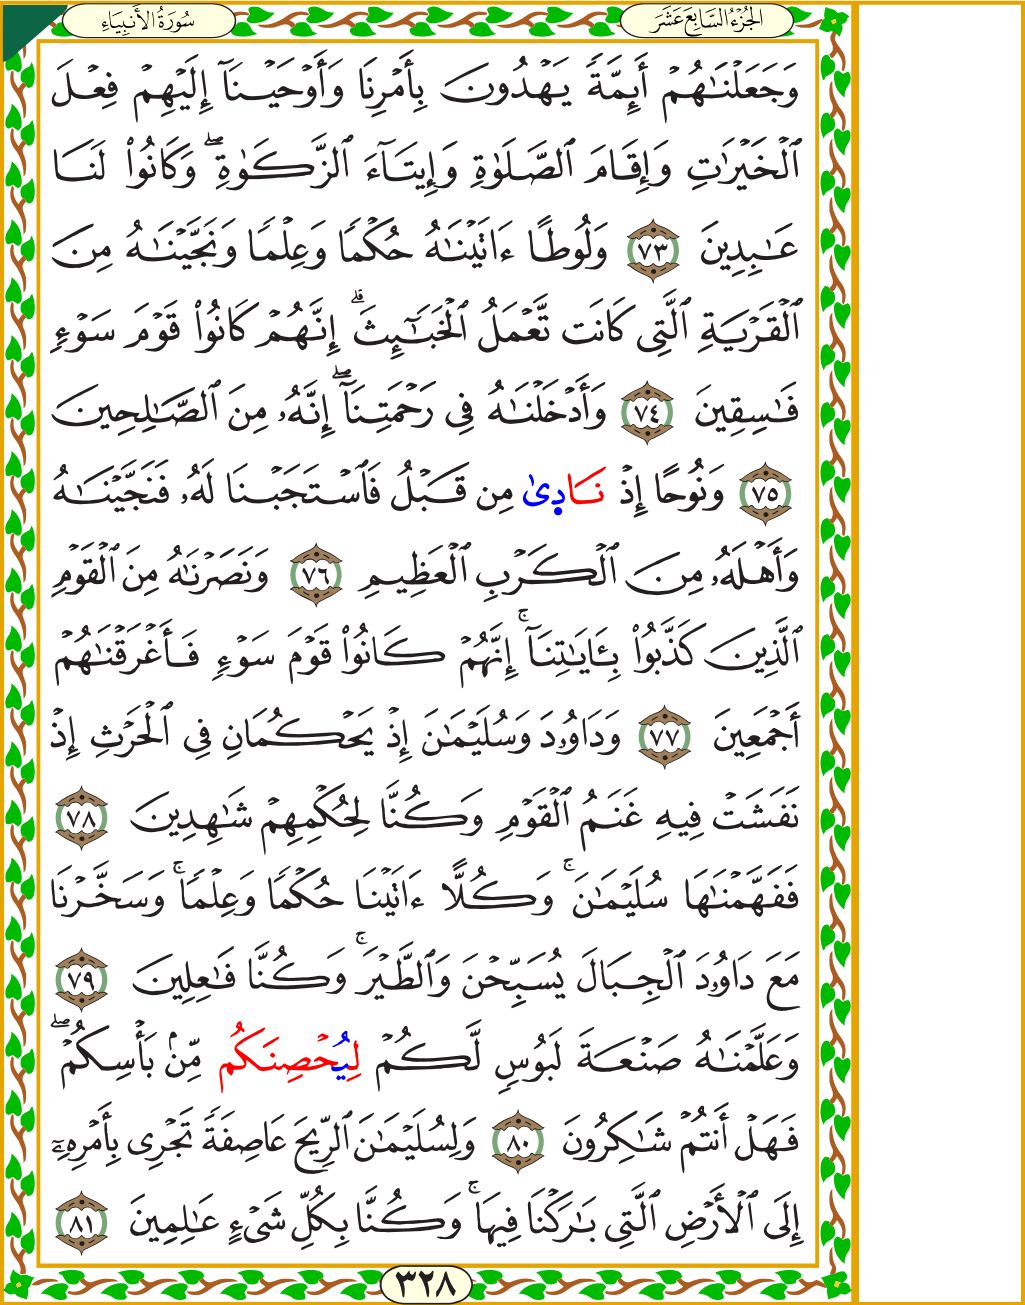 سُورَةُ الأَنْبِيَاءِ
الجُزْءُ السَّابِعَ عَشَرَ
وَجَعَلْنَٰهُمْ أَئِمَّةً يَهْدُونَ بِأَمْرِنَا وَأَوْحَيْنَآ إِلَيْهِمْ فِعْلَ
ٱلْخَيْرَٰتِ وَإِقَامَ ٱلصَّلَوٰةِ وَإِيتَآءَ ٱلزَّكَوٰةِۖ وَكَانُوا۟ لَنَا
عَٰبِدِينَ ٧٣ وَلُوطًا ءَاتَيْنَٰهُ حُكْمًا وَعِلْمًا وَنَجَّيْنَٰهُ مِنَ
ٱلْقَرْيَةِ ٱلَّتِى كَانَت تَّعْمَلُ ٱلْخَبَٰٓئِثَۗ إِنَّهُمْ كَانُوا۟ قَوْمَ سَوْءٍ
فَٰسِقِينَ ٧٤ وَأَدْخَلْنَٰهُ فِى رَحْمَتِنَآۖ إِنَّهُۥ مِنَ ٱلصَّٰلِحِينَ
٧٥ وَنُوحًا إِذْ نَادِىٰ مِن قَبْلُ فَٱسْتَجَبْنَا لَهُۥ فَنَجَّيْنَٰهُ
وَأَهْلَهُۥ مِنَ ٱلْكَرْبِ ٱلْعَظِيمِ ٧٦ وَنَصَرْنَٰهُ مِنَ ٱلْقَوْمِ
ٱلَّذِينَ كَذَّبُوا۟ بِـَٔايَٰتِنَآۚ إِنَّهُمْ كَانُوا۟ قَوْمَ سَوْءٍ فَأَغْرَقْنَٰهُمْ
أَجْمَعِينَ ٧٧ وَدَاوُۥدَ وَسُلَيْمَٰنَ إِذْ يَحْكُمَانِ فِى ٱلْحَرْثِ إِذْ
نَفَشَتْ فِيهِ غَنَمُ ٱلْقَوْمِ وَكُنَّا لِحُكْمِهِمْ شَٰهِدِينَ ٧٨
فَفَهَّمْنَٰهَا سُلَيْمَٰنَۚ وَكُلًّا ءَاتَيْنَا حُكْمًا وَعِلْمًاۚ وَسَخَّرْنَا
مَعَ دَاوُۥدَ ٱلْجِبَالَ يُسَبِّحْنَ وَٱلطَّيْرَۚ وَكُنَّا فَٰعِلِينَ ٧٩
وَعَلَّمْنَٰهُ صَنْعَةَ لَبُوسٍ لَّكُمْ لِيُحْصِنَكُم مِّنۢ بَأْسِكُمْۖ
فَهَلْ أَنتُمْ شَٰكِرُونَ ٨٠ وَلِسُلَيْمَٰنَ ٱلرِّيحَ عَاصِفَةً تَجْرِى بِأَمْرِهِۦٓ
إِلَى ٱلْأَرْضِ ٱلَّتِى بَٰرَكْنَا فِيهَاۚ وَكُنَّا بِكُلِّ شَىْءٍ عَٰلِمِينَ ٨١
٣٢٨